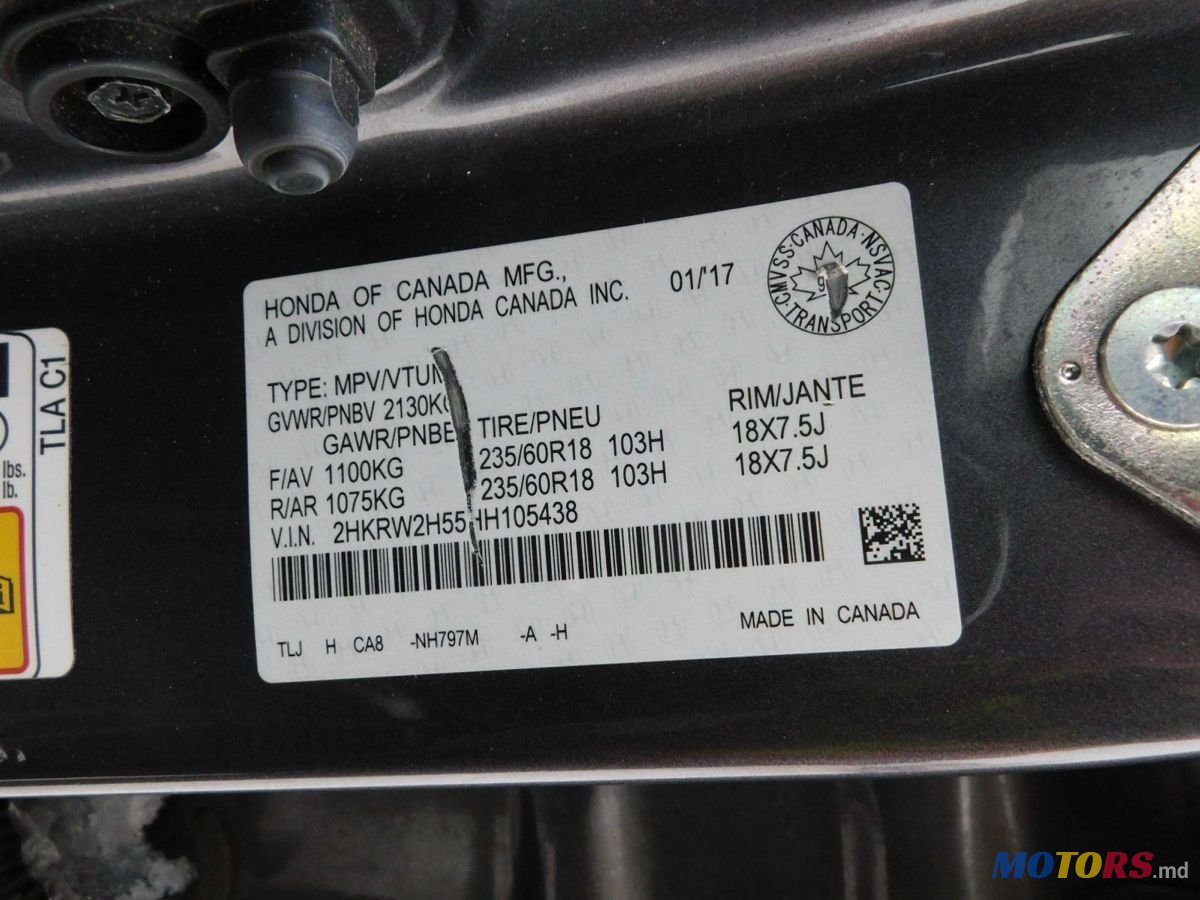 HONDA OF CANADA MFG.,
A DIVISION OF HONDA CANADA INC.
01/'17
CMVSS·CANADA·NSVAC·TRANSPORT
TYPE: MPV/VTUM
GVWR/PNBV 2130KG
GAWR/PNBE TIRE/PNEU RIM/JANTE
F/AV 1100KG 235/60R18 103H 18X7.5J
R/AR 1075KG 235/60R18 103H 18X7.5J
V.I.N. 2HKRW2H55HH105438
TLJ H CA8 -NH797M -A -H
MADE IN CANADA
TLA C1
lbs.
lb.
MOTORS.md